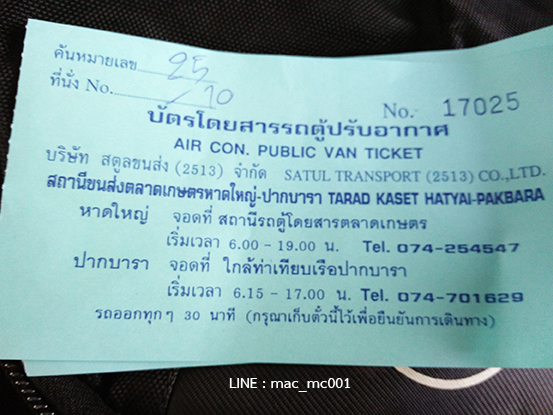 คันหมายเลข 25
ที่นั่ง No. 10
No. 17025
บัตรโดยสารรถตู้ปรับอากาศ
AIR CON. PUBLIC VAN TICKET
บริษัท สตูลขนส่ง (2513) จำกัด SATUL TRANSPORT (2513) CO.,LTD.
สถานีขนส่งตลาดเกษตรหาดใหญ่-ปากบารา TARAD KASET HATYAI-PAKBARA
หาดใหญ่ จอดที่ สถานีรถตู้โดยสารตลาดเกษตร
เริ่มเวลา 6.00 - 19.00 น. Tel. 074-254547
ปากบารา จอดที่ ใกล้ท่าเทียบเรือปากบารา
เริ่มเวลา 6.15 - 17.00 น. Tel. 074-701629
รถออกทุกๆ 30 นาที (กรุณาเก็บตั๋วนี้ไว้เพื่อยืนยันการเดินทาง)
LINE : mac_mc001